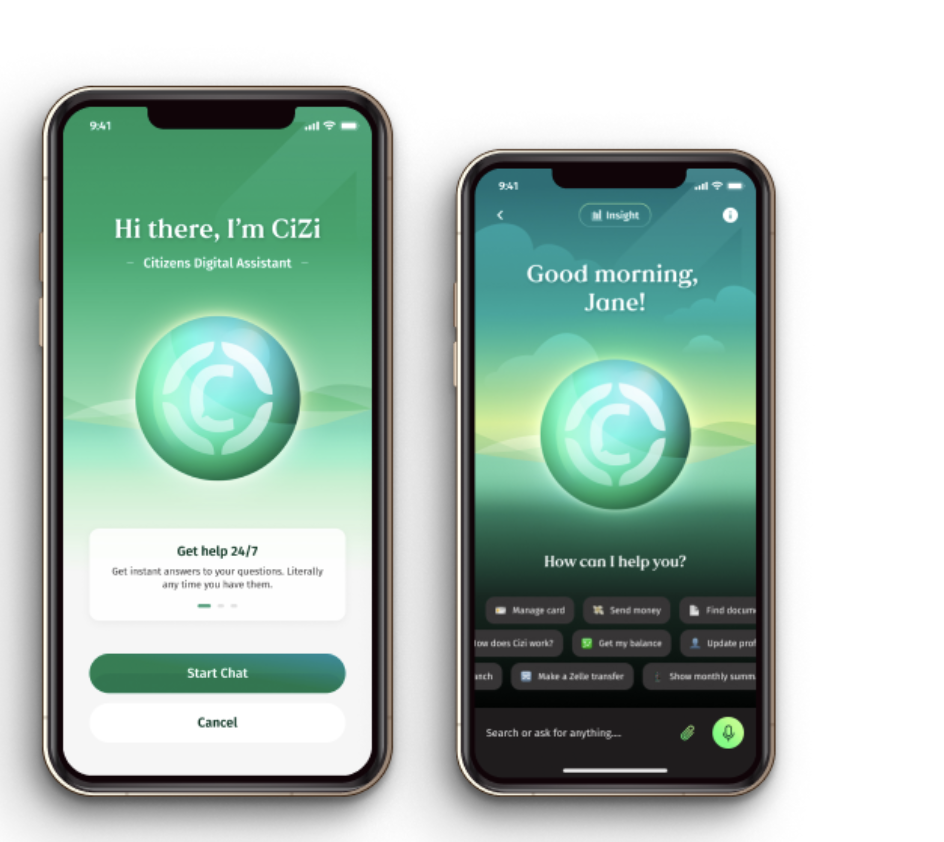 9:41
Hi there, I'm CiZi
Citizens Digital Assistant
C
Get help 24/7
Get instant answers to your questions. Literally
any time you have them.
Start Chat
Cancel
9:41
Insight
Good morning,
Jane!
C
How can I help you?
Manage card
Send money
Find docum
ow does Cizi work?
Get my balance
Update prof
anch
Make a Zelle transfer
Show monthly summ
Search or ask for anything...